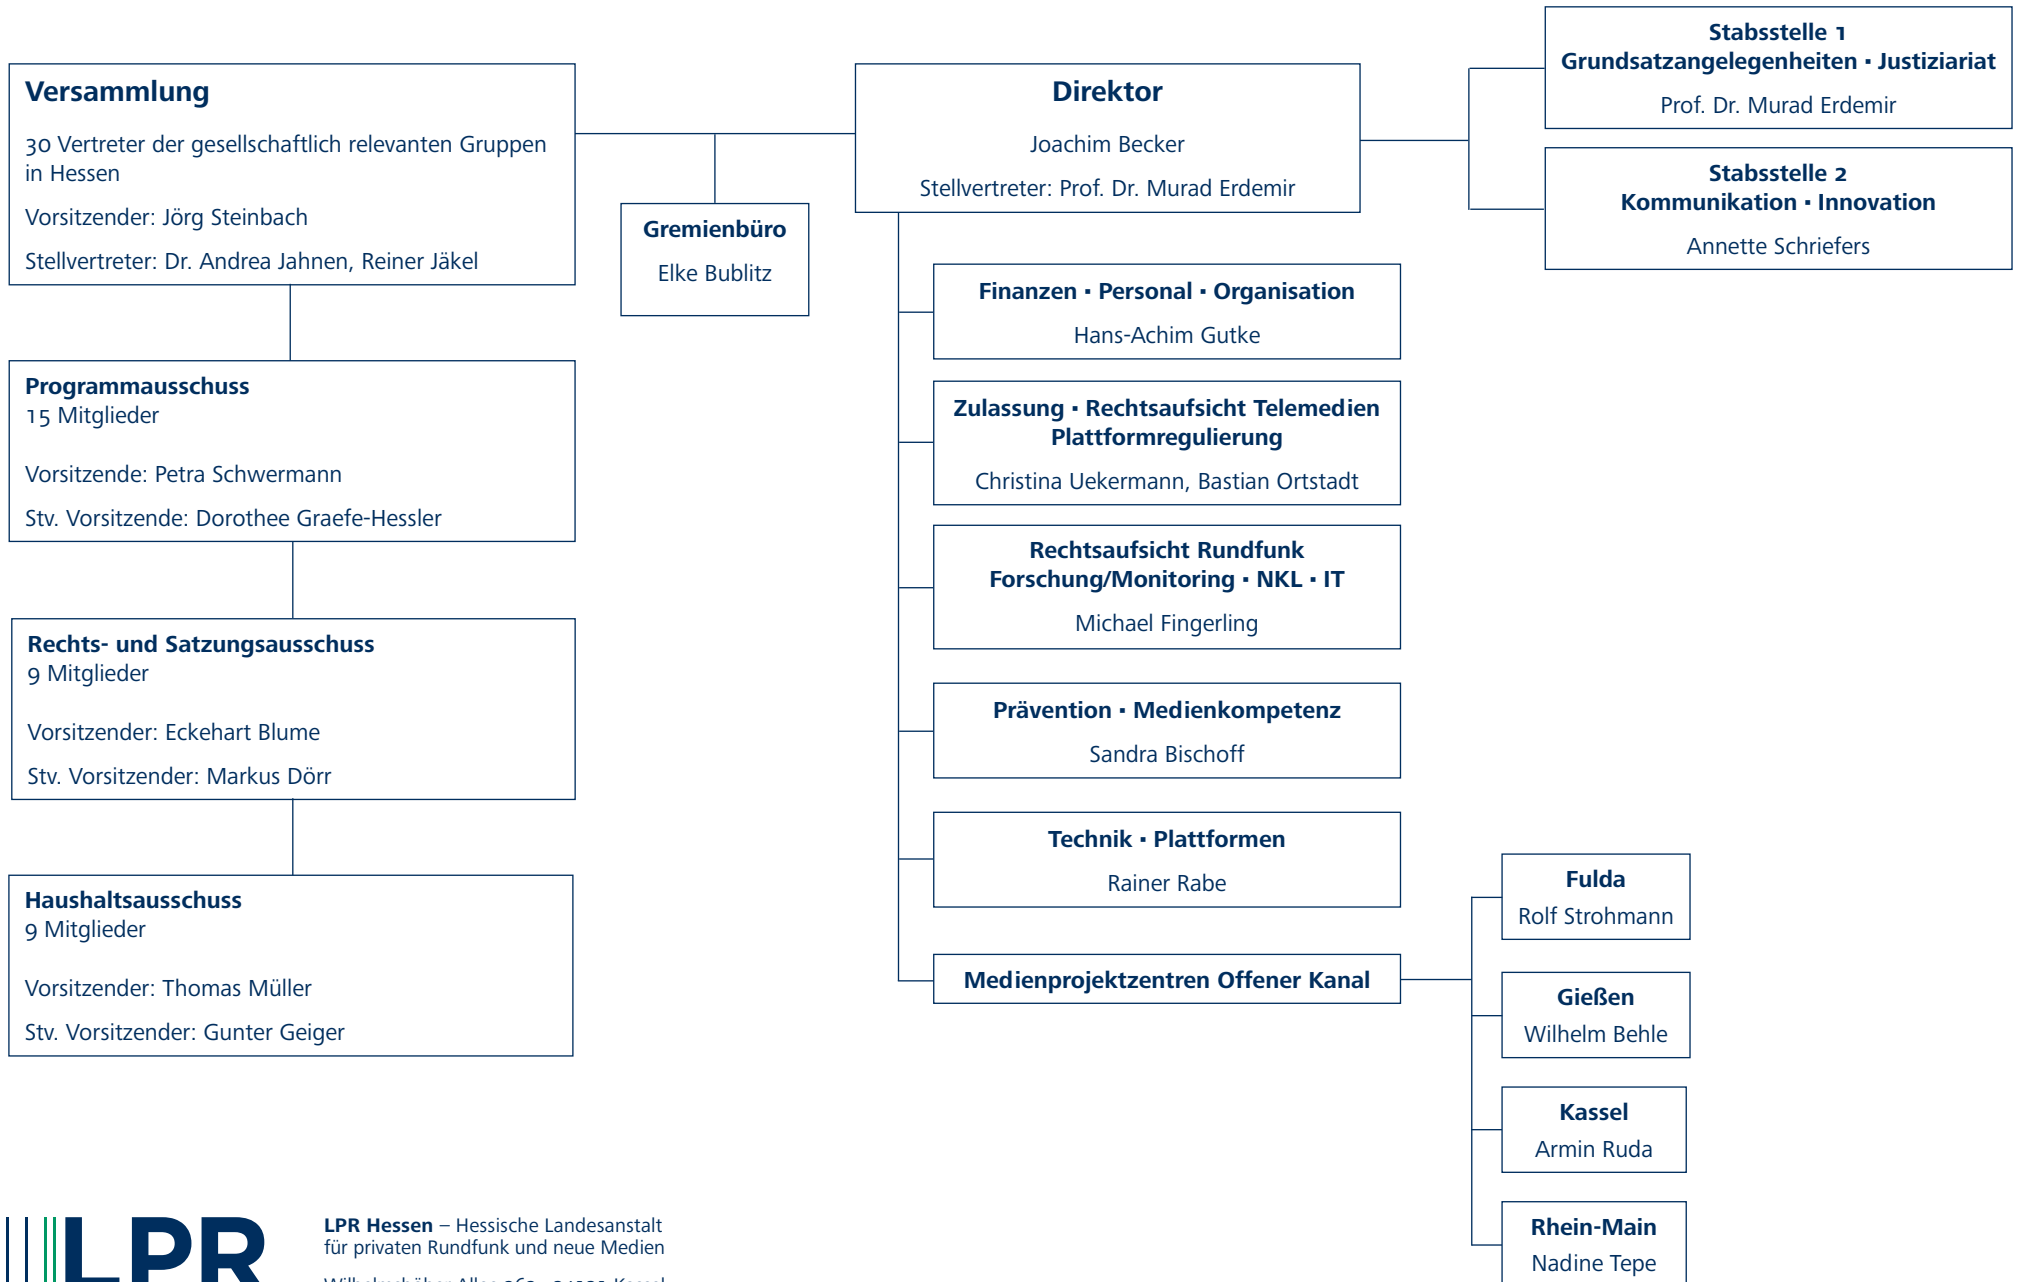 Versammlung
30 Vertreter der gesellschaftlich relevanten Gruppen
in Hessen
Vorsitzender: Jörg Steinbach
Stellvertreter: Dr. Andrea Jahnen, Reiner Jäkel
Programmausschuss
15 Mitglieder
Vorsitzende: Petra Schwermann
Stv. Vorsitzende: Dorothee Graefe-Hessler
Rechts- und Satzungsausschuss
9 Mitglieder
Vorsitzender: Eckehart Blume
Stv. Vorsitzender: Markus Dörr
Haushaltsausschuss
9 Mitglieder
Vorsitzender: Thomas Müller
Stv. Vorsitzender: Gunter Geiger
Gremienbüro
Elke Bublitz
Direktor
Joachim Becker
Stellvertreter: Prof. Dr. Murad Erdemir
Stabsstelle 1
Grundsatzangelegenheiten ▪ Justiziariat
Prof. Dr. Murad Erdemir
Stabsstelle 2
Kommunikation ▪ Innovation
Annette Schriefers
Finanzen ▪ Personal ▪ Organisation
Hans-Achim Gutke
Zulassung ▪ Rechtsaufsicht Telemedien
Plattformregulierung
Christina Uekermann, Bastian Ortstadt
Rechtsaufsicht Rundfunk
Forschung/Monitoring ▪ NKL ▪ IT
Michael Fingerling
Prävention ▪ Medienkompetenz
Sandra Bischoff
Technik ▪ Plattformen
Rainer Rabe
Medienprojektzentren Offener Kanal
Fulda
Rolf Strohmann
Gießen
Wilhelm Behle
Kassel
Armin Ruda
Rhein-Main
Nadine Tepe
LPR
LPR Hessen – Hessische Landesanstalt
für privaten Rundfunk und neue Medien